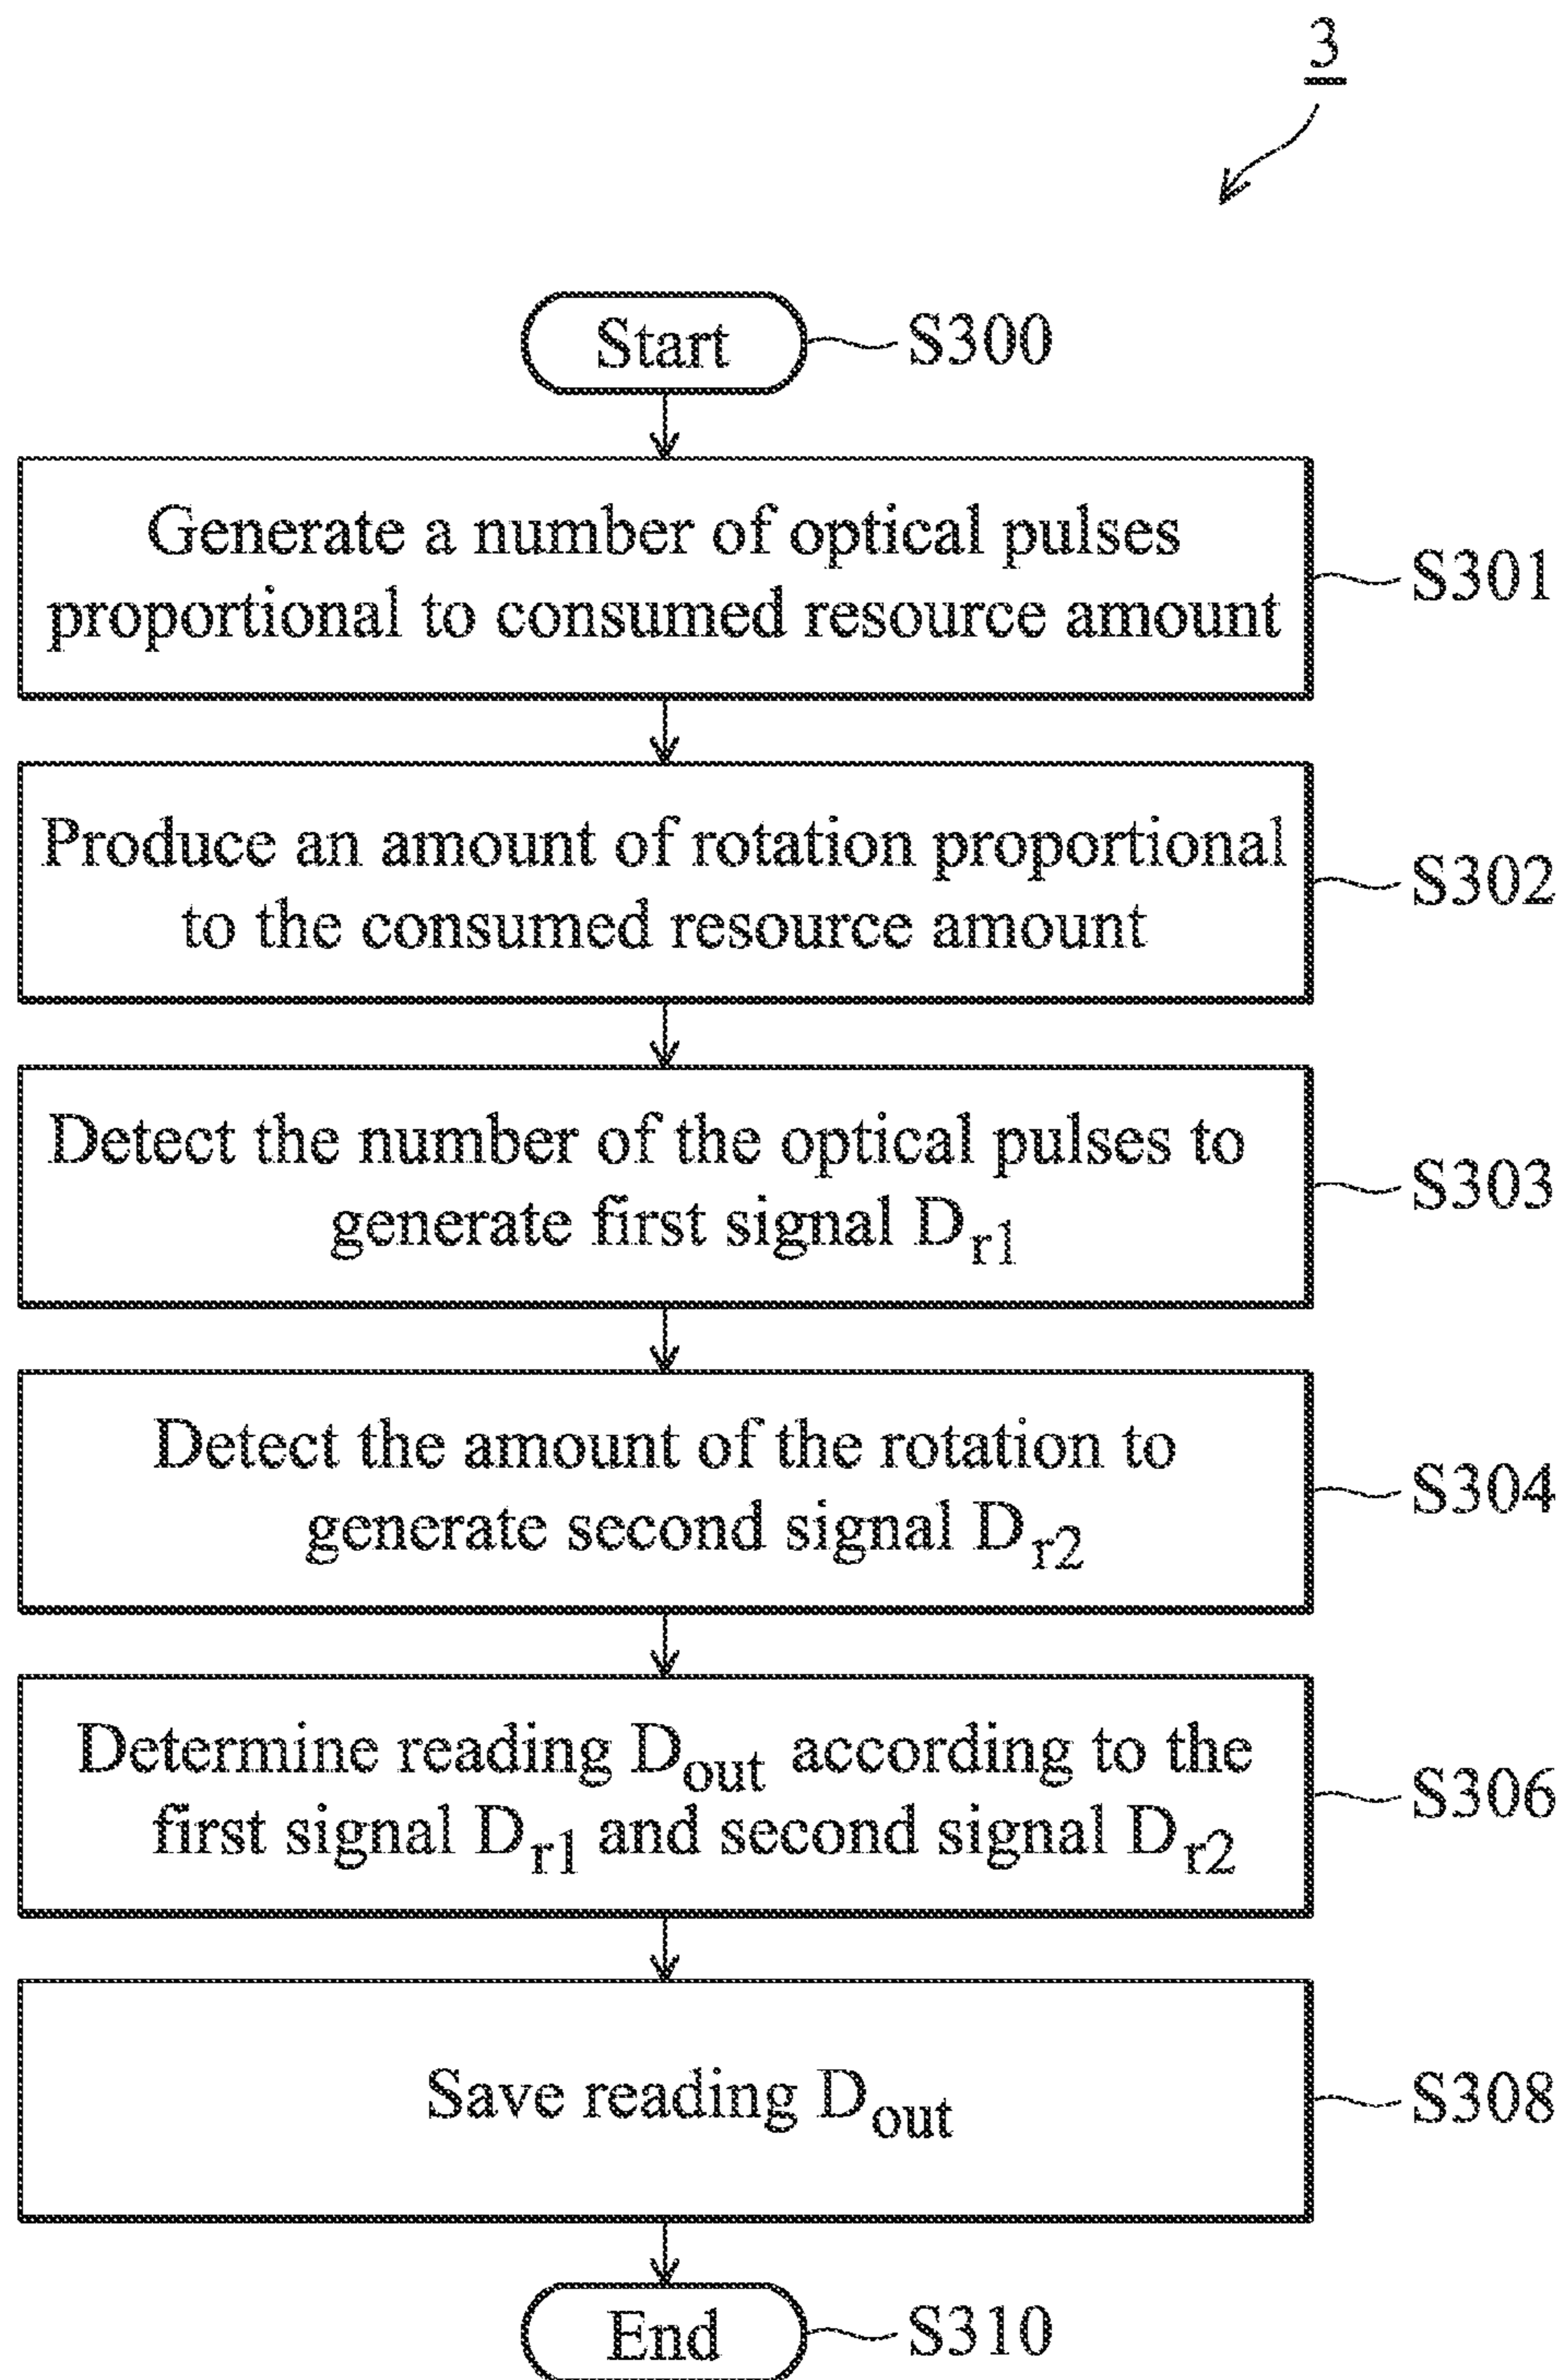 3
Start
S300
Generate a number of optical pulses
proportional to consumed resource amount
S301
Produce an amount of rotation proportional
to the consumed resource amount
S302
Detect the number of the optical pulses to
generate first signal Dr1
S303
Detect the amount of the rotation to
generate second signal Dr2
S304
Determine reading Dout according to the
first signal Dr1 and second signal Dr2
S306
Save reading Dout
S308
End
S310